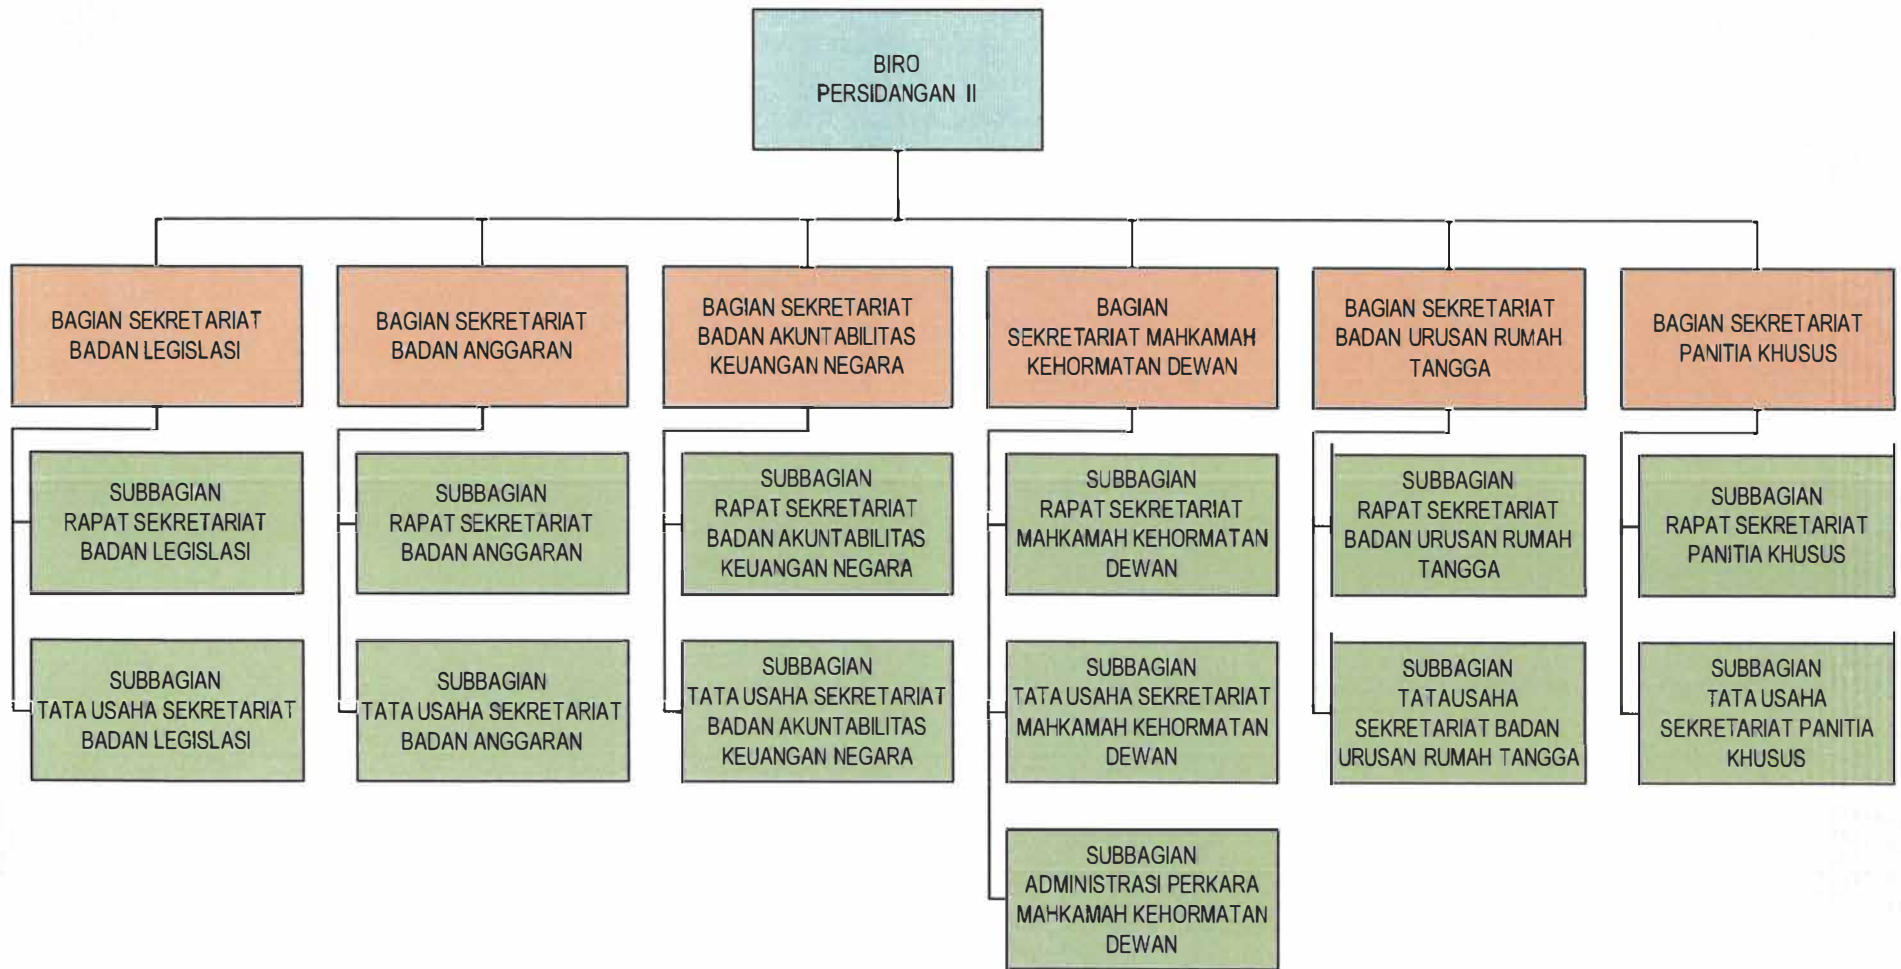 BIRO
PERSIDANGAN II
BAGIAN SEKRETARIAT
BADAN LEGISLASI
BAGIAN SEKRETARIAT
BADAN ANGGARAN
BAGIAN SEKRETARIAT
BADAN AKUNTABILITAS
KEUANGAN NEGARA
BAGIAN
SEKRETARIAT MAHKAMAH
KEHORMATAN DEWAN
BAGIAN SEKRETARIAT
BADAN URUSAN RUMAH
TANGGA
BAGIAN SEKRETARIAT
PANITIA KHUSUS
SUBBAGIAN
RAPAT SEKRETARIAT
BADAN LEGISLASI
SUBBAGIAN
RAPAT SEKRETARIAT
BADAN ANGGARAN
SUBBAGIAN
RAPAT SEKRETARIAT
BADAN AKUNTABILITAS
KEUANGAN NEGARA
SUBBAGIAN
RAPAT SEKRETARIAT
MAHKAMAH KEHORMATAN
DEWAN
SUBBAGIAN
RAPAT SEKRETARIAT
BADAN URUSAN RUMAH
TANGGA
SUBBAGIAN
RAPAT SEKRETARIAT
PANITIA KHUSUS
SUBBAGIAN
TATA USAHA SEKRETARIAT
BADAN LEGISLASI
SUBBAGIAN
TATA USAHA SEKRETARIAT
BADAN ANGGARAN
SUBBAGIAN
TATA USAHA SEKRETARIAT
BADAN AKUNTABILITAS
KEUANGAN NEGARA
SUBBAGIAN
TATA USAHA SEKRETARIAT
MAHKAMAH KEHORMATAN
DEWAN
SUBBAGIAN
TATAUSAHA
SEKRETARIAT BADAN
URUSAN RUMAH TANGGA
SUBBAGIAN
TATA USAHA
SEKRETARIAT PANITIA
KHUSUS
SUBBAGIAN
ADMINISTRASI PERKARA
MAHKAMAH KEHORMATAN
DEWAN